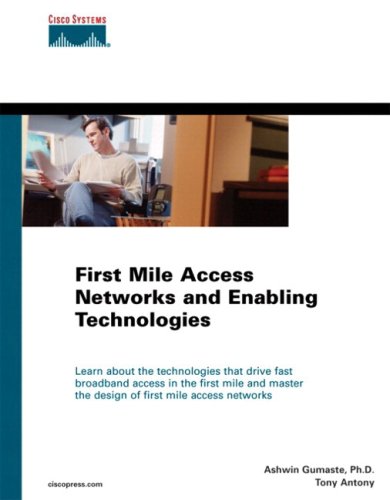 CISCO SYSTEMS
First Mile Access
Networks and Enabling
Technologies
Learn about the technologies that drive fast
broadband access in the first mile and master
the design of first mile access networks
Ashwin Gumaste, Ph.D.
Tony Antony
ciscopress.com